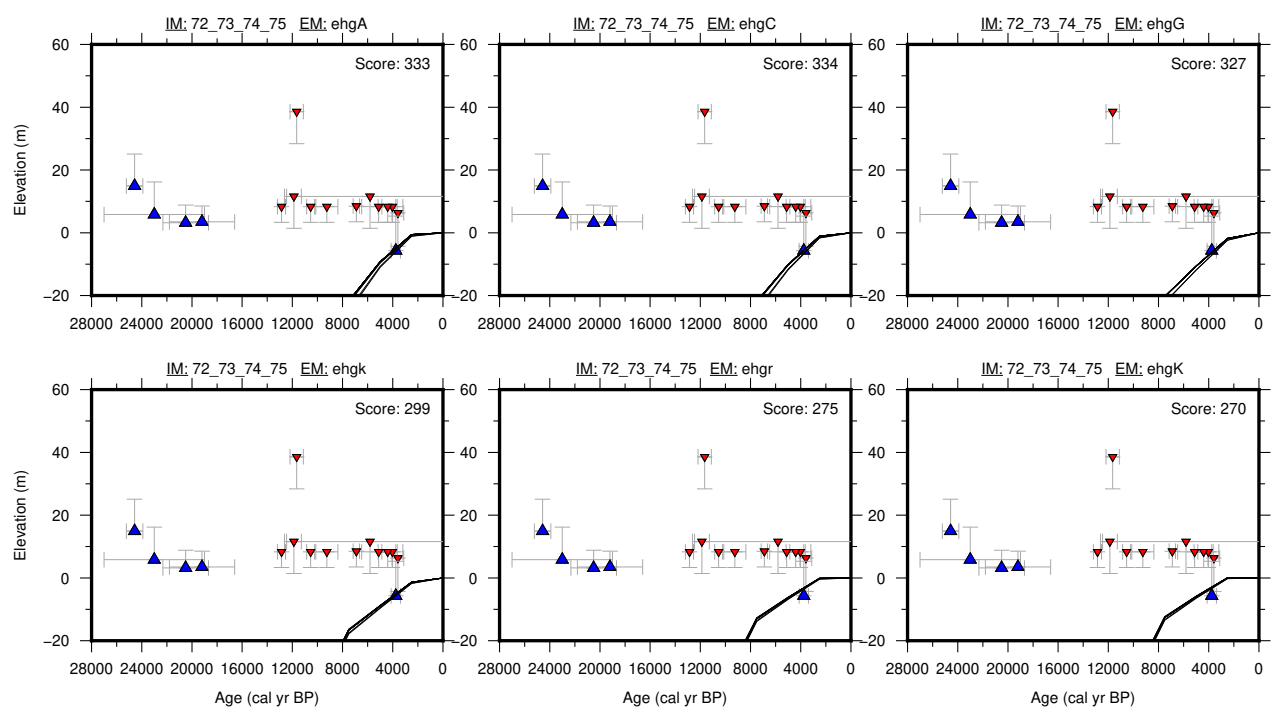 IM: 72_73_74_75 EM: ehgA
IM: 72_73_74_75 EM: ehgC
IM: 72_73_74_75 EM: ehgG
Score: 333
Score: 334
Score: 327
60
40
20
0
−20
Elevation (m)
60
40
20
0
−20
60
40
20
0
−20
28000 24000 20000 16000 12000 8000 4000 0
28000 24000 20000 16000 12000 8000 4000 0
28000 24000 20000 16000 12000 8000 4000 0
IM: 72_73_74_75 EM: ehgk
IM: 72_73_74_75 EM: ehgr
IM: 72_73_74_75 EM: ehgK
Score: 299
Score: 275
Score: 270
60
40
20
0
−20
Elevation (m)
60
40
20
0
−20
60
40
20
0
−20
28000 24000 20000 16000 12000 8000 4000 0
28000 24000 20000 16000 12000 8000 4000 0
28000 24000 20000 16000 12000 8000 4000 0
Age (cal yr BP)
Age (cal yr BP)
Age (cal yr BP)